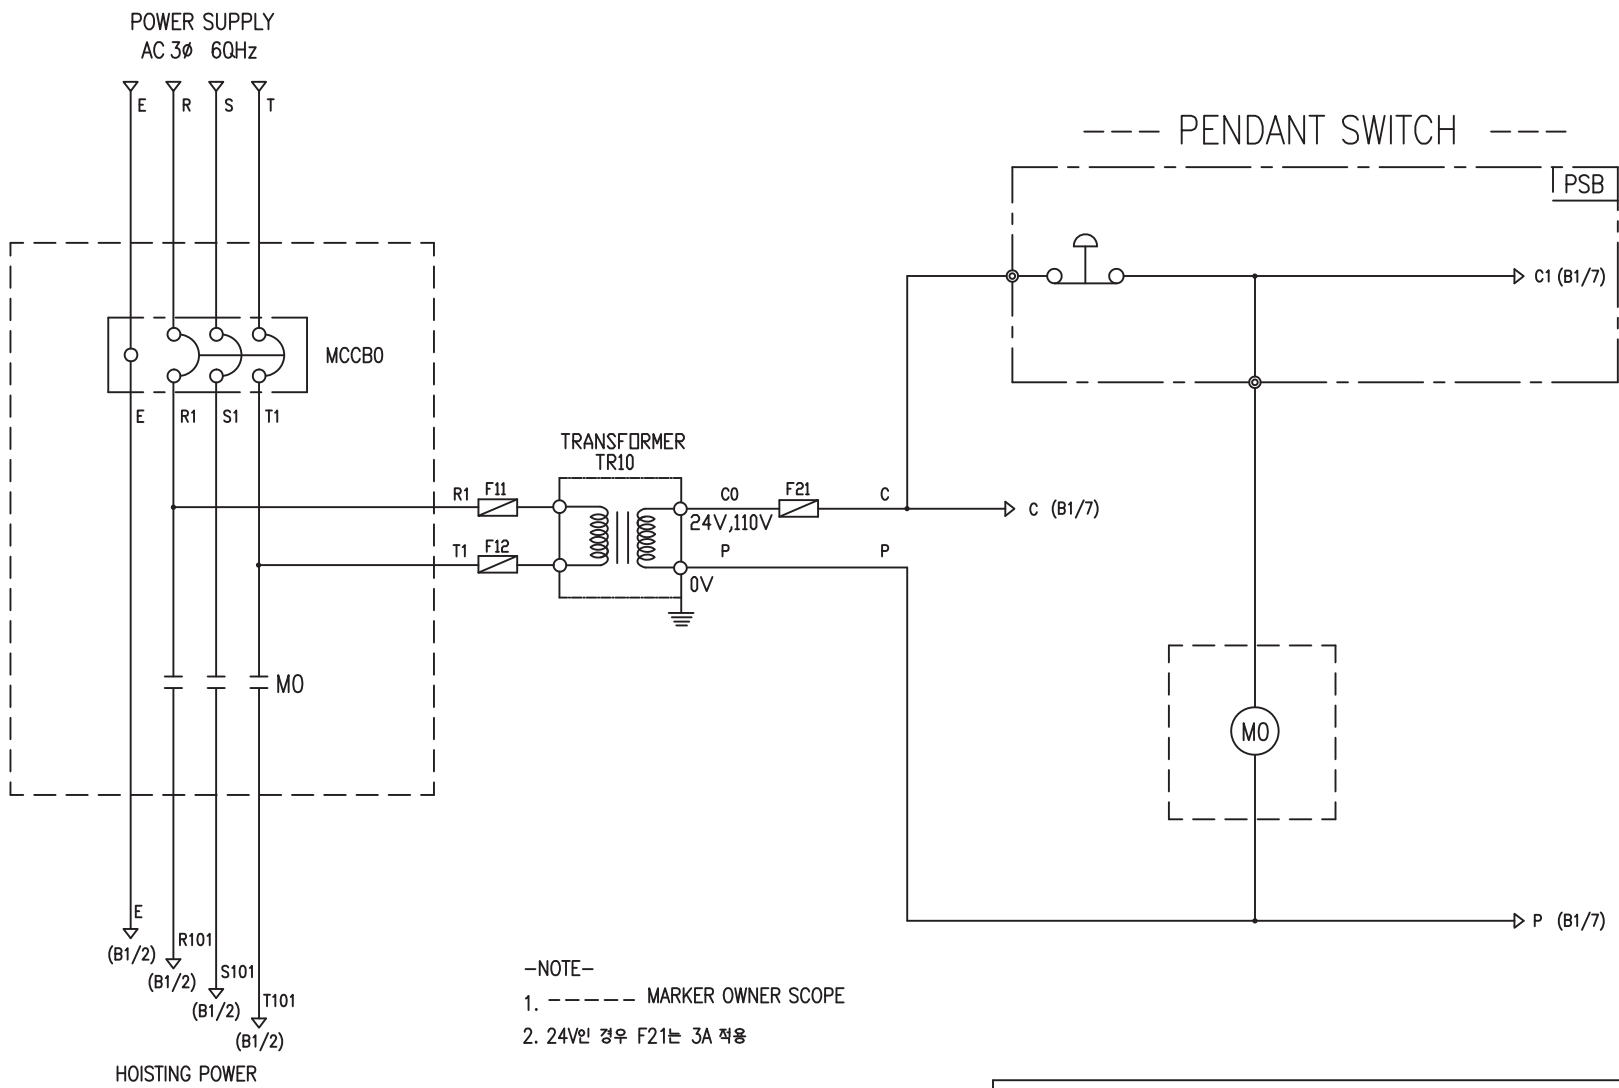 POWER SUPPLY
AC 3ø 60Hz
E R S T
---- PENDANT SWITCH ----
PSB
C1 (B1/7)
MCCB0
E R1 S1 T1
TRANSFORMER
TR10
R1 F11
C0 F21 C
C (B1/7)
24V,110V
T1 F12
P P
0V
M0
M0
E
(B1/2)
P (B1/7)
R101
(B1/2)
S101
(B1/2)
T101
(B1/2)
HOISTING POWER
-NOTE-
1. ------ MARKER OWNER SCOPE
2. 24V인 경우 F21는 3A 적용